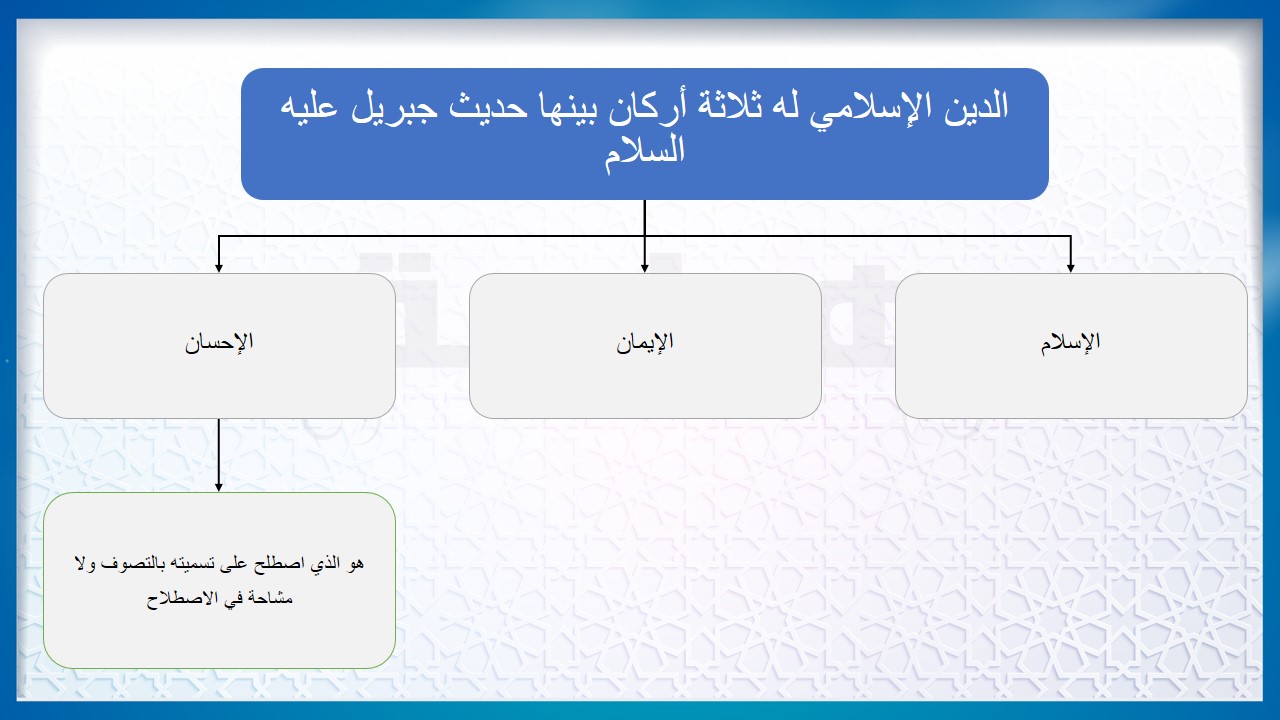 الدين الإسلامي له ثلاثة أركان بينها حديث جبريل عليه
السلام
الإسلام
الإيمان
الإحسان
هو الذي اصطلح على تسميته بالتصوف ولا
مشاحة في الاصطلاح